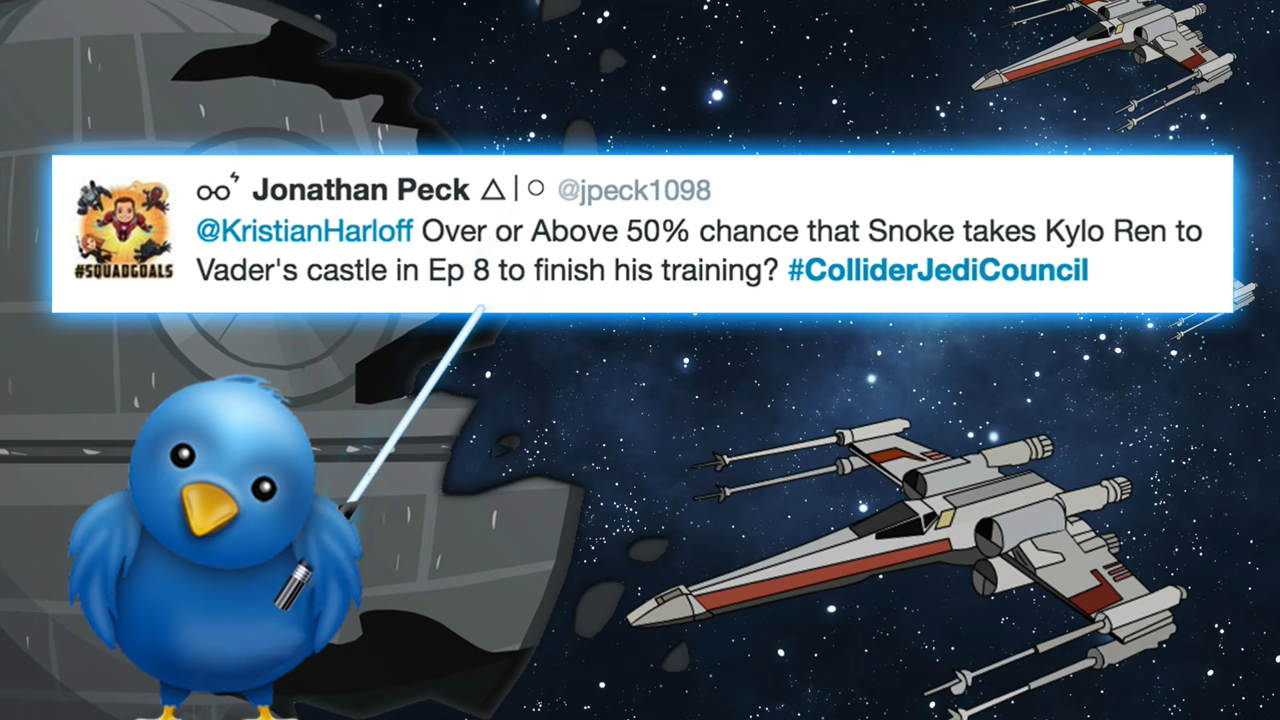 Jonathan Peck △|○ @jpeck1098
@KristianHarloff Over or Above 50% chance that Snoke takes Kylo Ren to
Vader's castle in Ep 8 to finish his training? #ColliderJediCouncil
#SQUADGOALS